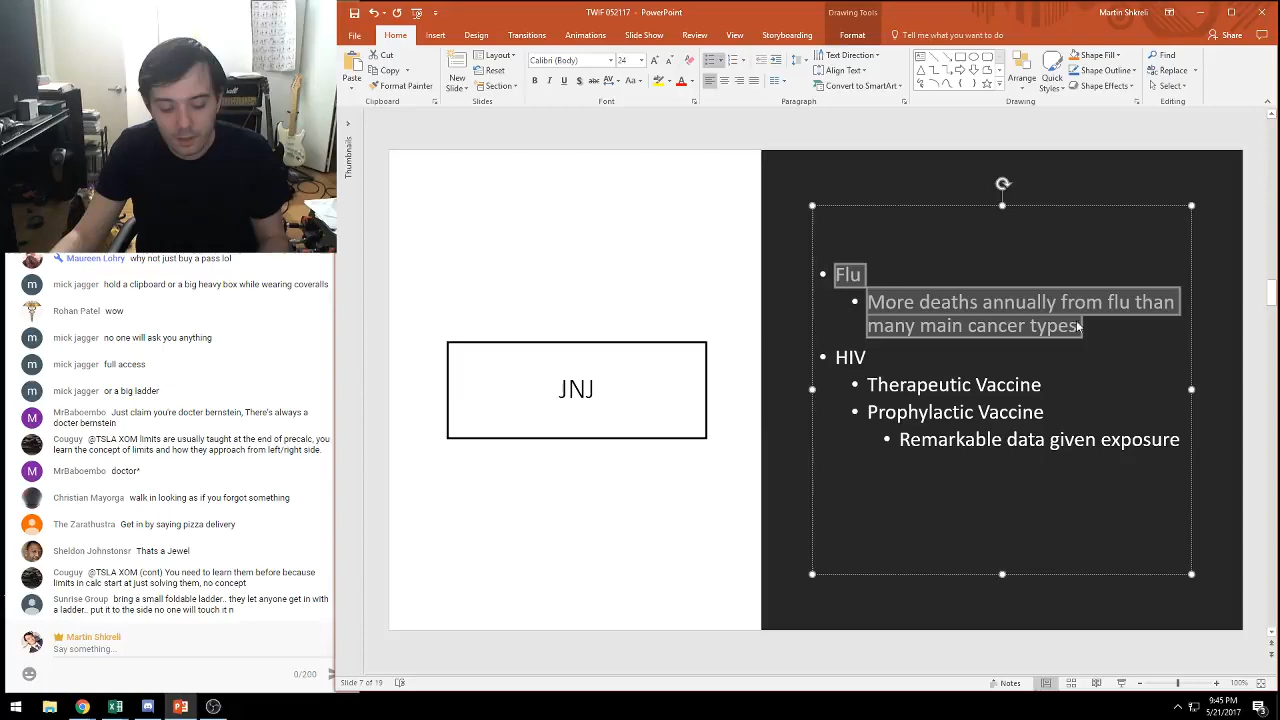 TWIF 052117 - PowerPoint
Drawing Tools
Martin Shkreli
File
Home
Insert
Design
Transitions
Animations
Slide Show
Review
View
Storyboarding
Format
Tell me what you want to do
Share
Paste
Cut
Copy
Format Painter
Clipboard
New Slide
Layout
Reset
Section
Slides
Calibri (Body)
24
Font
Text Direction
Align Text
Convert to SmartArt
Paragraph
Arrange
Quick Styles
Shape Fill
Shape Outline
Shape Effects
Drawing
Find
Replace
Select
Editing
Thumbnails
JNJ
Flu
More deaths annually from flu than
many main cancer types
HIV
Therapeutic Vaccine
Prophylactic Vaccine
Remarkable data given exposure
Maureen Lohry why not just buy a pass lol
mick jagger hold a clipboard or a big heavy box while wearing coveralls
Rohan Patel wow
mick jagger no one will ask you anything
mick jagger full access
mick jagger or a big ladder
MrBaboembo Just claim you're docter bernstein, There's always a
docter bernstein
Couguy @TSLA XOM limits are usually taught at the end of precalc, you
learn the concept of limits and how they approach from left/right side.
MrBaboembo doctor*
Christian Mayorga walk in looking as if you forgot something
The Zarathustra Get in by saying pizza delivery
Sheldon Johnstonsr Thats a Jewel
Couguy @TSLA XOM (cont) You need to learn them before because
limits in calc start at just solving them, no concept
Sunrise Group bring a small foldable ladder.. they let anyone get in with
a ladder.. put it to the side no one will touch it n
Martin Shkreli
Say something...
0/200
Slide 7 of 19
Notes
100%
9:45 PM
5/21/2017